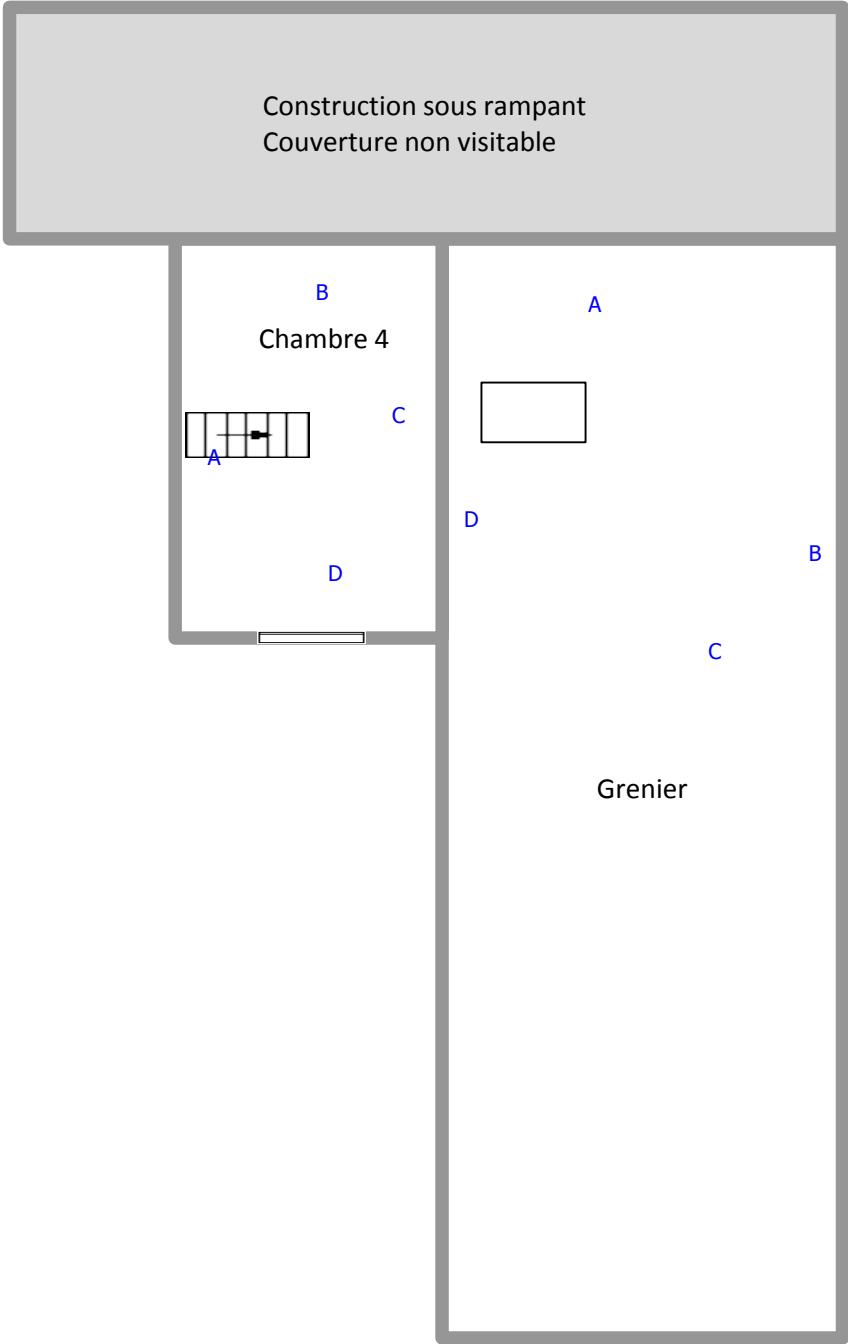 Construction sous rampant
Couverture non visitable
B
A
Chambre 4
C
A
D
B
D
C
Grenier